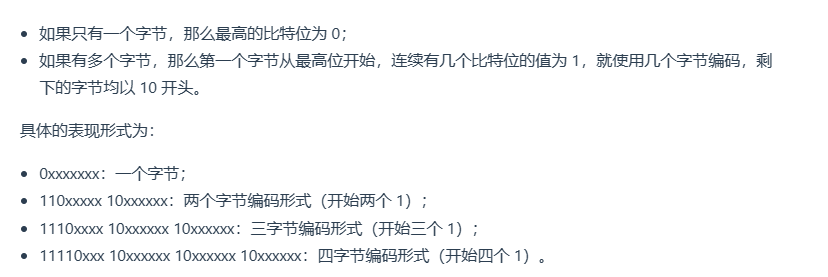 • 如果只有一个字节，那么最高的比特位为 0；
• 如果有多个字节，那么第一个字节从最高位开始，连续有几个比特位的值为 1，就使用几个字节编码，剩
下的字节均以 10 开头。
具体的表现形式为：
• 0xxxxxxx：一个字节；
• 110xxxxx 10xxxxxx：两个字节编码形式（开始两个 1）；
• 1110xxxx 10xxxxxx 10xxxxxx：三字节编码形式（开始三个 1）；
• 11110xxx 10xxxxxx 10xxxxxx 10xxxxxx：四字节编码形式（开始四个 1）。